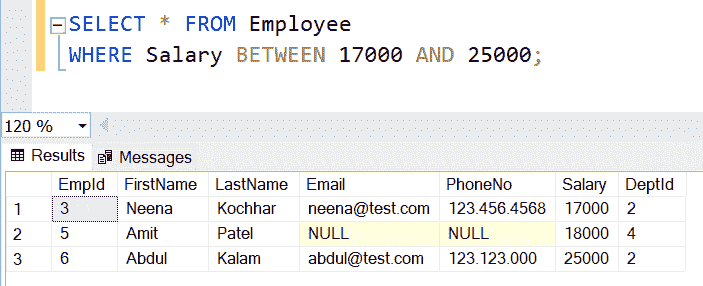 SELECT * FROM Employee
WHERE Salary BETWEEN 17000 AND 25000;
120 %
Results Messages
EmpId FirstName LastName Email PhoneNo Salary DeptId
1 3 Neena Kochhar neena@test.com 123.456.4568 17000 2
2 5 Amit Patel NULL NULL 18000 4
3 6 Abdul Kalam abdul@test.com 123.123.000 25000 2